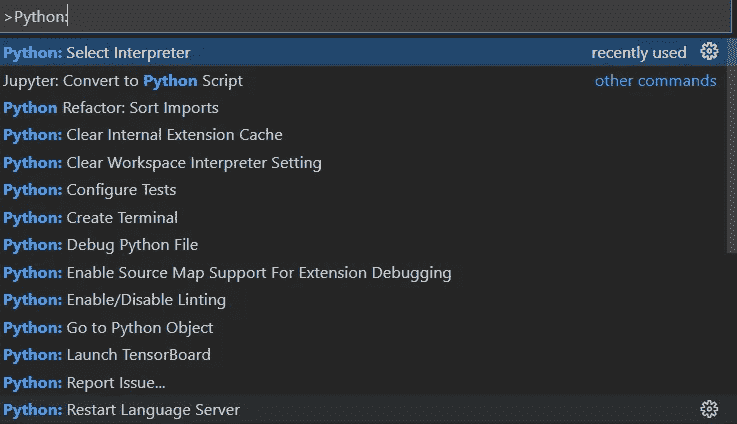 >Python:
Python: Select Interpreter recently used
Jupyter: Convert to Python Script other commands
Python Refactor: Sort Imports
Python: Clear Internal Extension Cache
Python: Clear Workspace Interpreter Setting
Python: Configure Tests
Python: Create Terminal
Python: Debug Python File
Python: Enable Source Map Support For Extension Debugging
Python: Enable/Disable Linting
Python: Go to Python Object
Python: Launch TensorBoard
Python: Report Issue...
Python: Restart Language Server